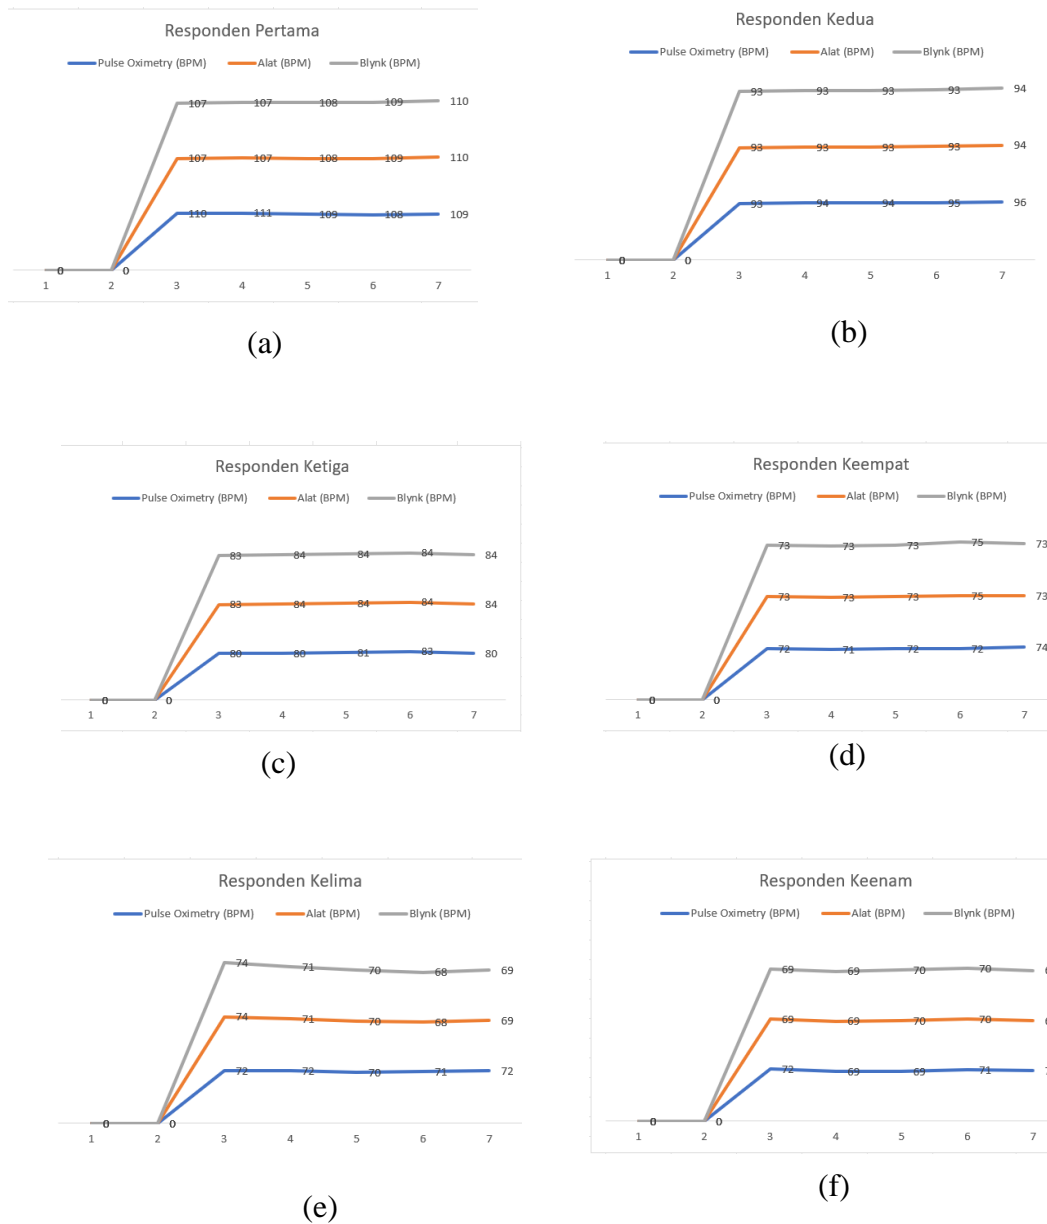 Responden Pertama
Pulse Oximetry (BPM) Alat (BPM) Blynk (BPM)
107 107 108 109 110
107 107 108 109 110
110 111 109 108 109
0 0
1 2 3 4 5 6 7
(a)
Responden Kedua
Pulse Oximetry (BPM) Alat (BPM) Blynk (BPM)
93 93 93 93 94
93 93 93 93 94
93 94 94 95 96
0 0
1 2 3 4 5 6 7
(b)
Responden Ketiga
Pulse Oximetry (BPM) Alat (BPM) Blynk (BPM)
83 84 84 84 84
83 84 84 84 84
80 80 81 83 80
0 0
1 2 3 4 5 6 7
(c)
Responden Keempat
Pulse Oximetry (BPM) Alat (BPM) Blynk (BPM)
73 73 73 75 73
73 73 73 75 73
72 71 72 72 74
0 0
1 2 3 4 5 6 7
(d)
Responden Kelima
Pulse Oximetry (BPM) Alat (BPM) Blynk (BPM)
74 71 70 68 69
74 71 70 68 69
72 72 70 71 72
0 0
1 2 3 4 5 6 7
(e)
Responden Keenam
Pulse Oximetry (BPM) Alat (BPM) Blynk (BPM)
69 69 70 70
69 69 70 70
72 69 69 71
0 0
1 2 3 4 5 6 7
(f)